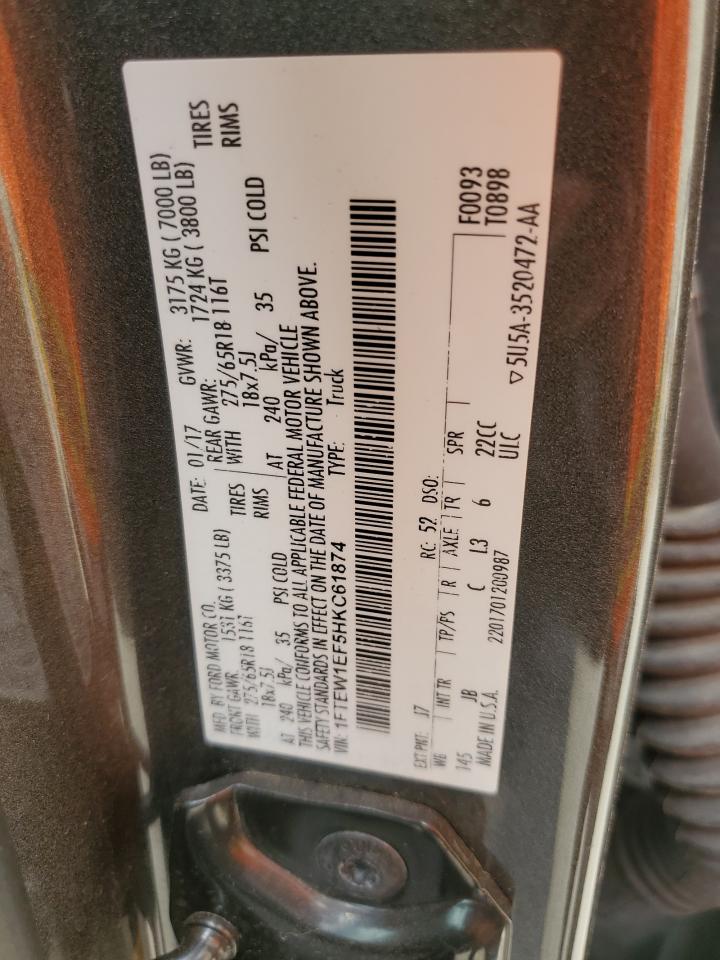 MFD. BY FORD MOTOR CO. DATE: 01/17 GVWR: 3175 KG ( 7000 LB)
FRONT GAWR: 1531 KG ( 3375 LB) REAR GAWR: 1724 KG ( 3800 LB)
WITH 275/65R18 116T TIRES WITH 275/65R18 116T TIRES
18x7.5J RIMS 18x7.5J RIMS
AT 240 kPa/ 35 PSI COLD AT 240 kPa/ 35 PSI COLD
THIS VEHICLE CONFORMS TO ALL APPLICABLE FEDERAL MOTOR VEHICLE
SAFETY STANDARDS IN EFFECT ON THE DATE OF MANUFACTURE SHOWN ABOVE.
VIN: 1FTEW1EF5HKC61874 TYPE: Truck
EXT PNT: J7 RC: 52 DSO: F0093
WB INT TR TP/PS R AXLE TR SPR T0898
145 JB C L3 6 22CC
MADE IN U.S.A. 2201701200987 ULC ▽5U5A-3520472-AA